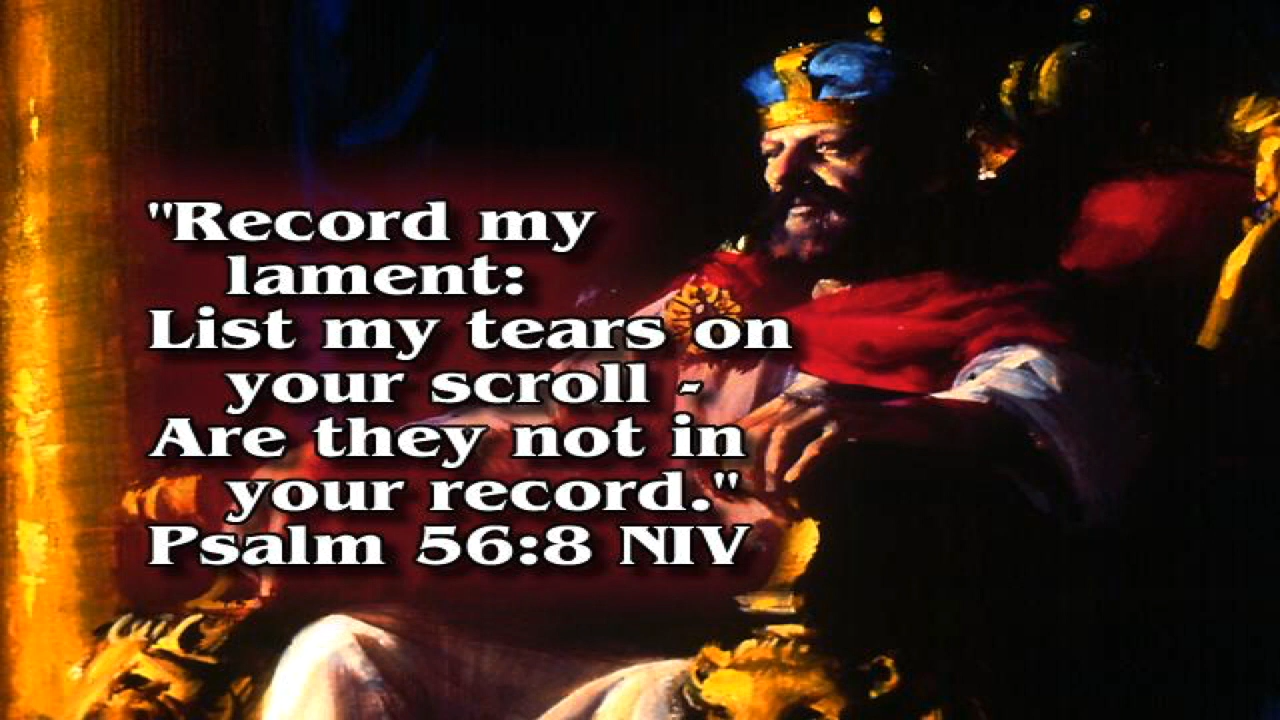 "Record my
lament:
List my tears on
your scroll -
Are they not in
your record."
Psalm 56:8 NIV